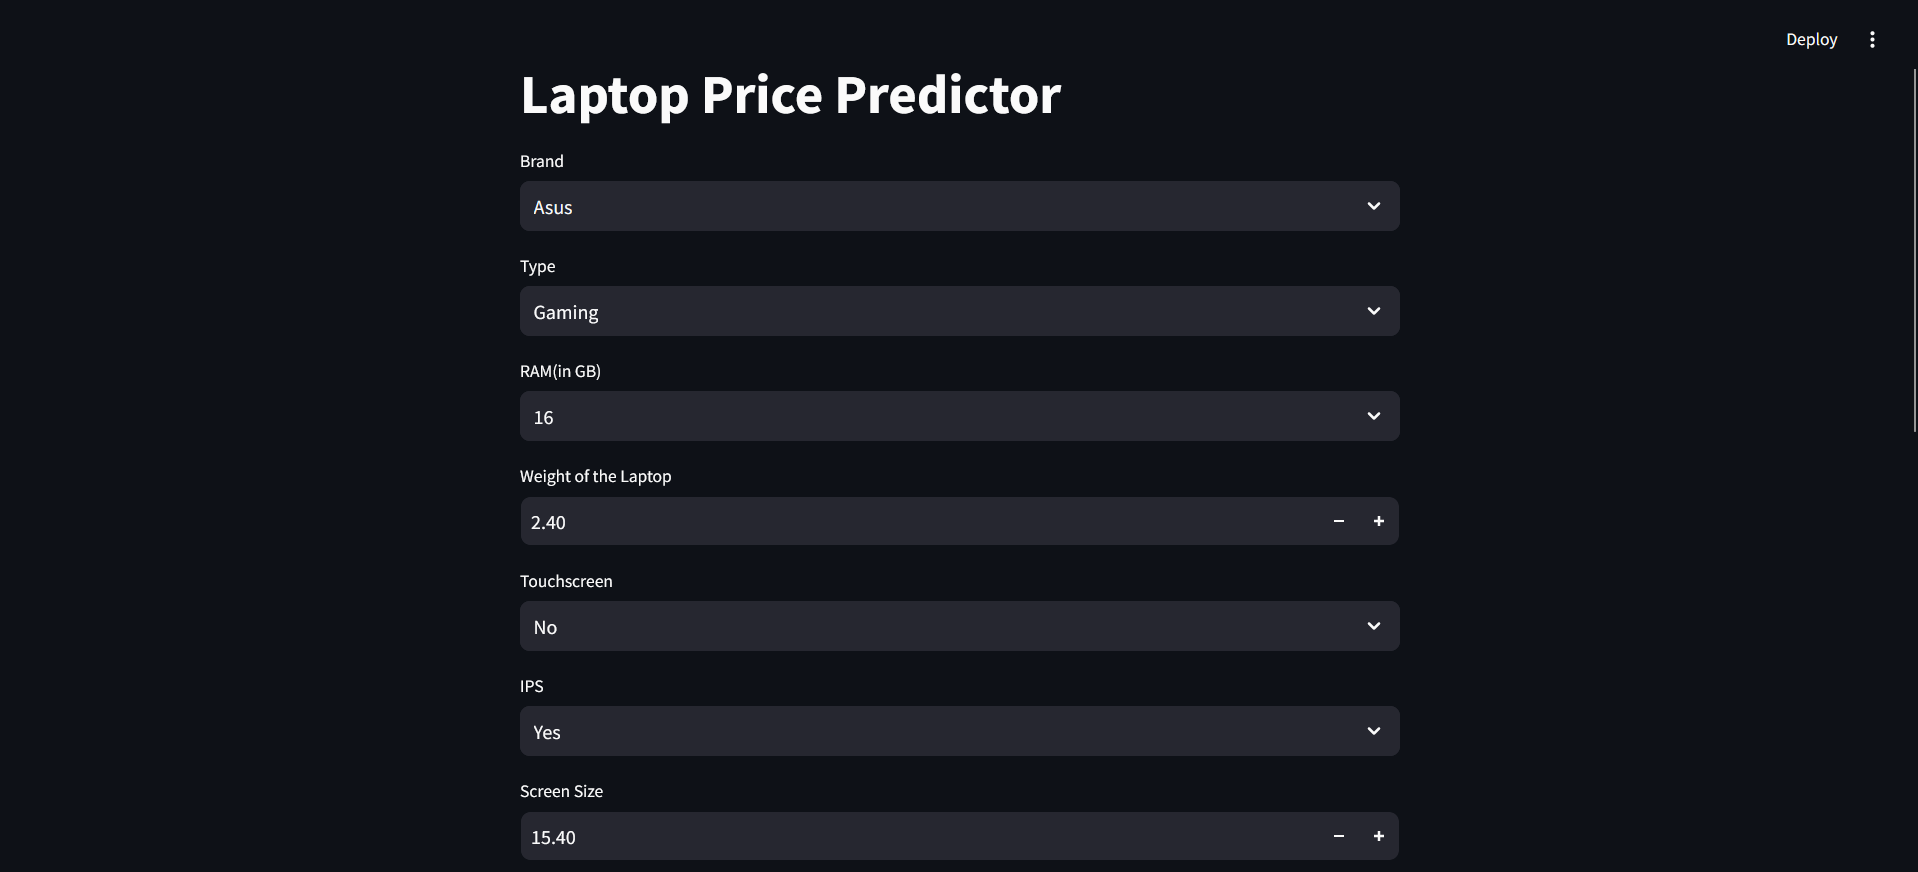 Deploy
Laptop Price Predictor
Brand
Asus
Type
Gaming
RAM(in GB)
16
Weight of the Laptop
2.40
Touchscreen
No
IPS
Yes
Screen Size
15.40